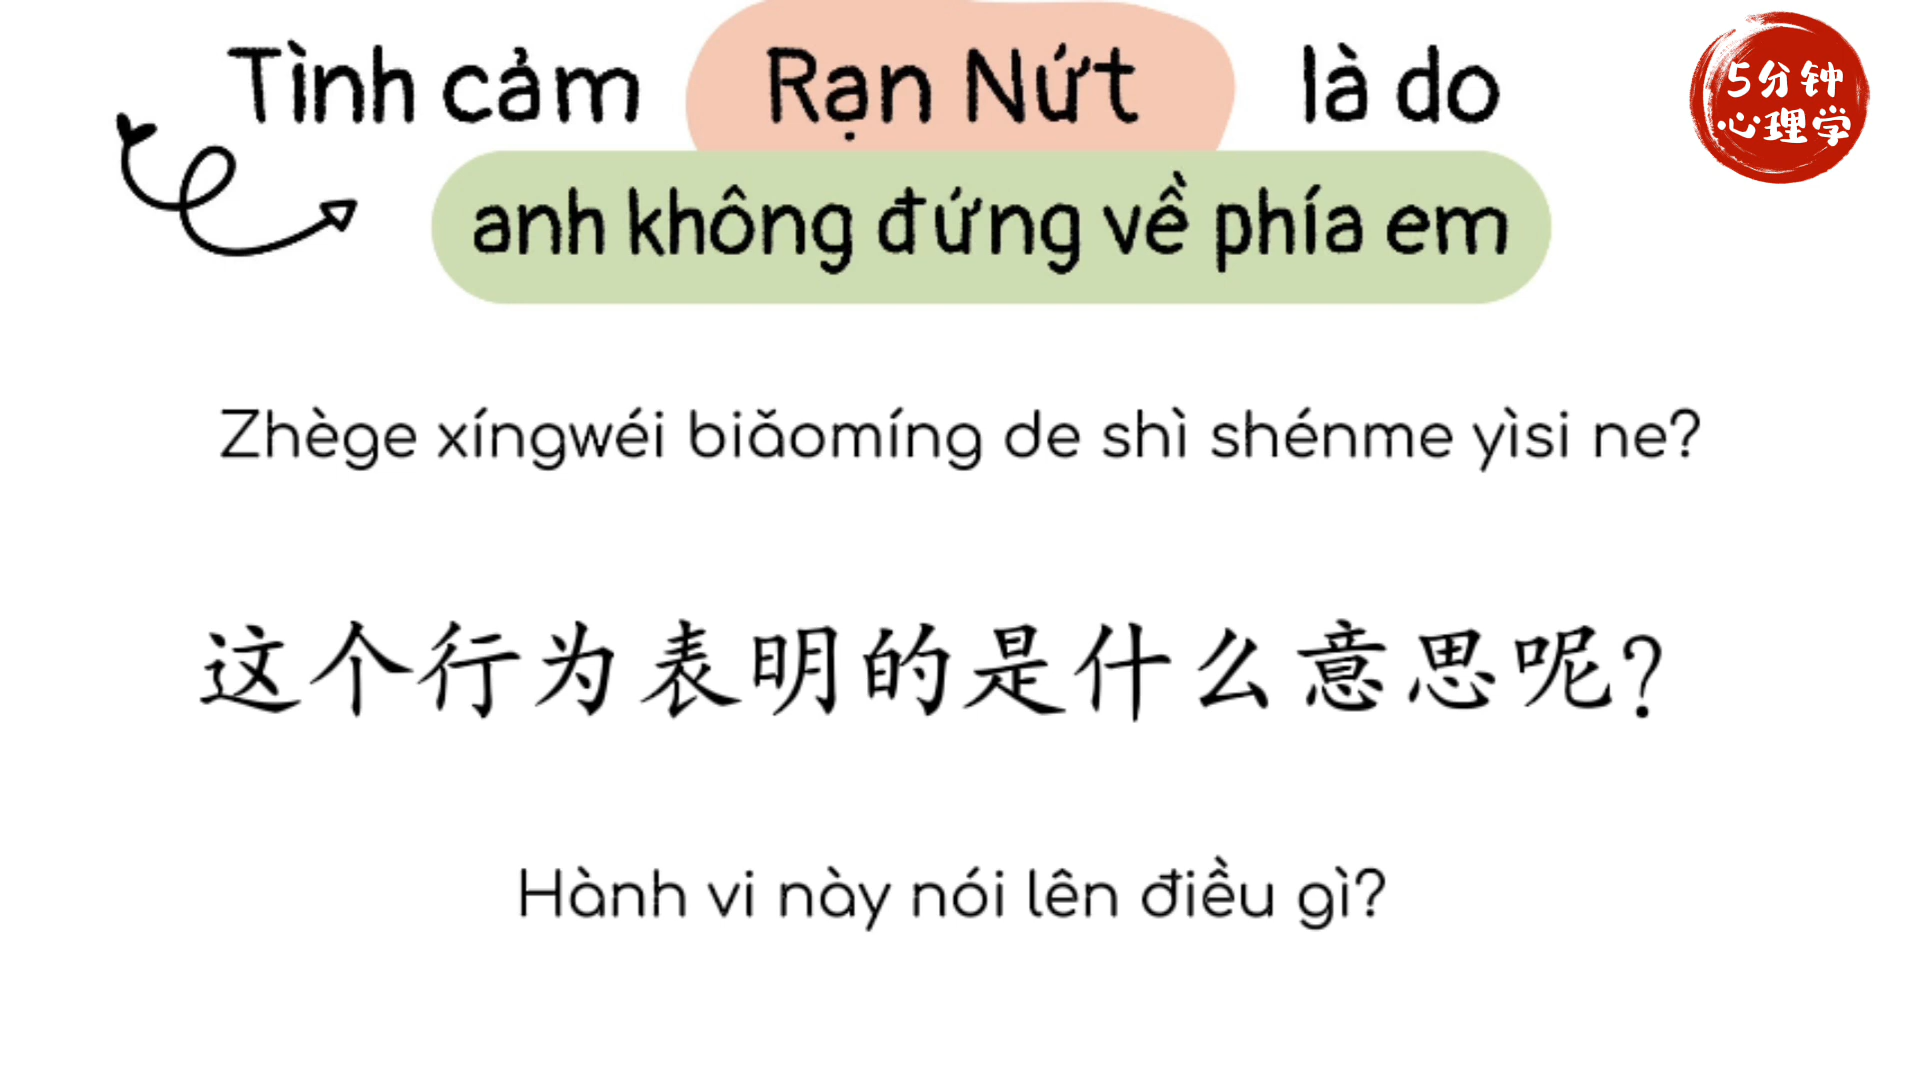 Tình cảm Rạn Nứt là do
anh không đứng về phía em
5分钟
心理学
Zhège xíngwéi biǎomíng de shì shénme yìsi ne?
这个行为表明的是什么意思呢?
Hành vi này nói lên điều gì?